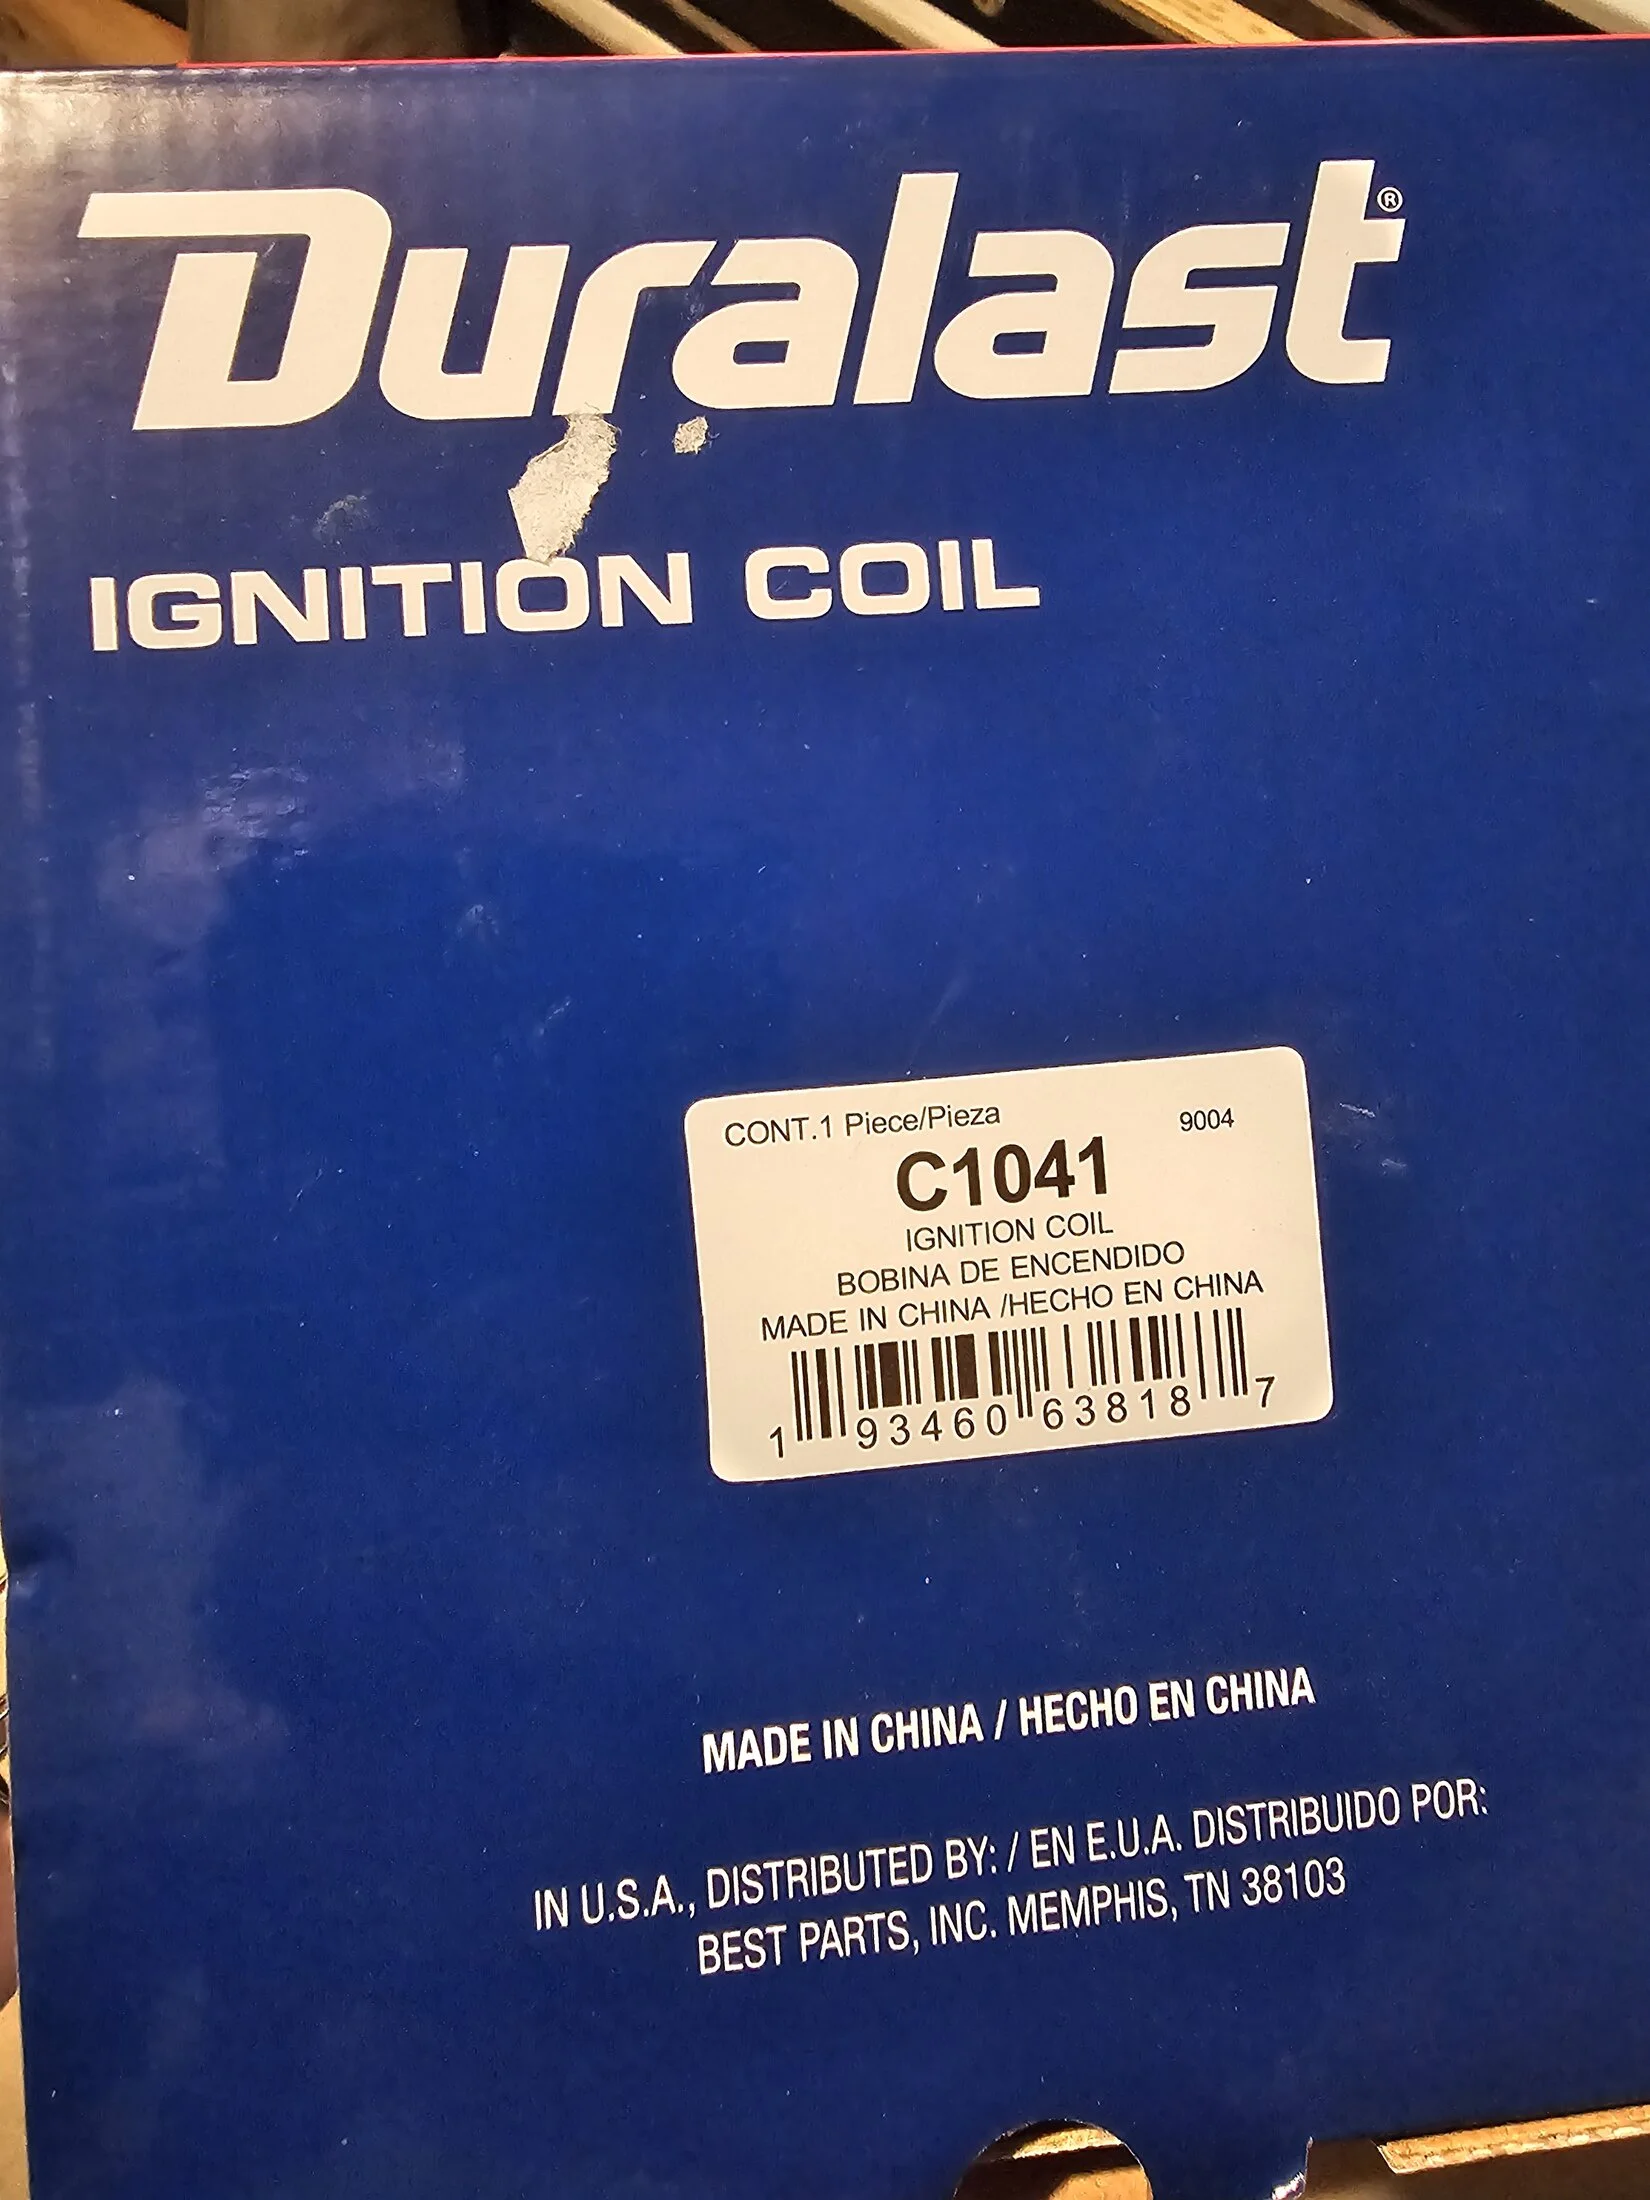 Duralast®
IGNITION COIL
CONT.1 Piece/Pieza 9004
C1041
IGNITION COIL
BOBINA DE ENCENDIDO
MADE IN CHINA /HECHO EN CHINA
1 93460 63818 7
MADE IN CHINA / HECHO EN CHINA
IN U.S.A., DISTRIBUTED BY: / EN E.U.A. DISTRIBUIDO POR:
BEST PARTS, INC. MEMPHIS, TN 38103